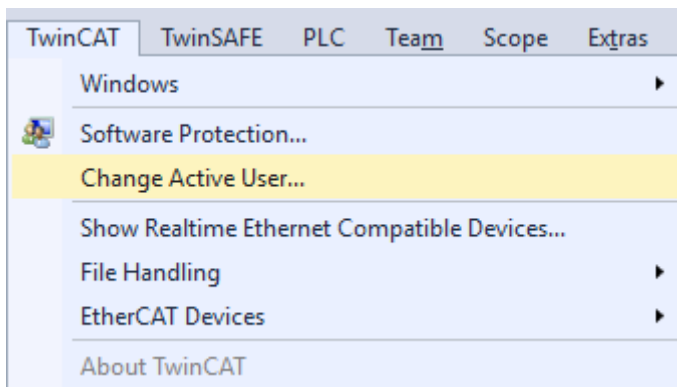 TwinCAT TwinSAFE PLC Team Scope Extras
Windows
Software Protection...
Change Active User...
Show Realtime Ethernet Compatible Devices...
File Handling
EtherCAT Devices
About TwinCAT